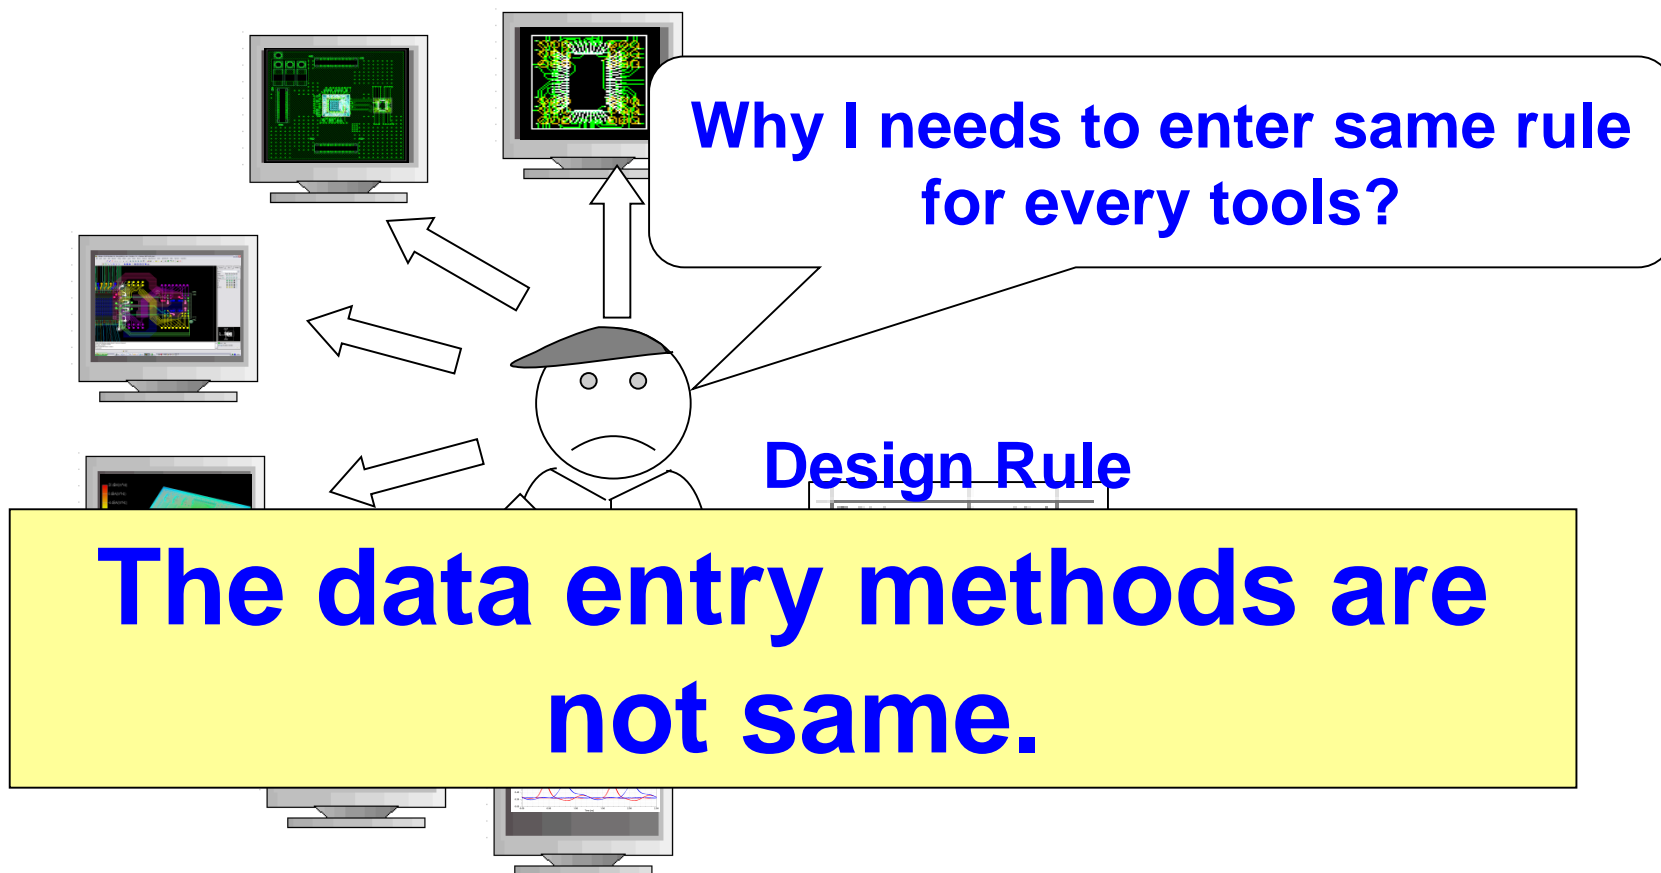 Why I needs to enter same rule
for every tools?
Design Rule
The data entry methods are
not same.